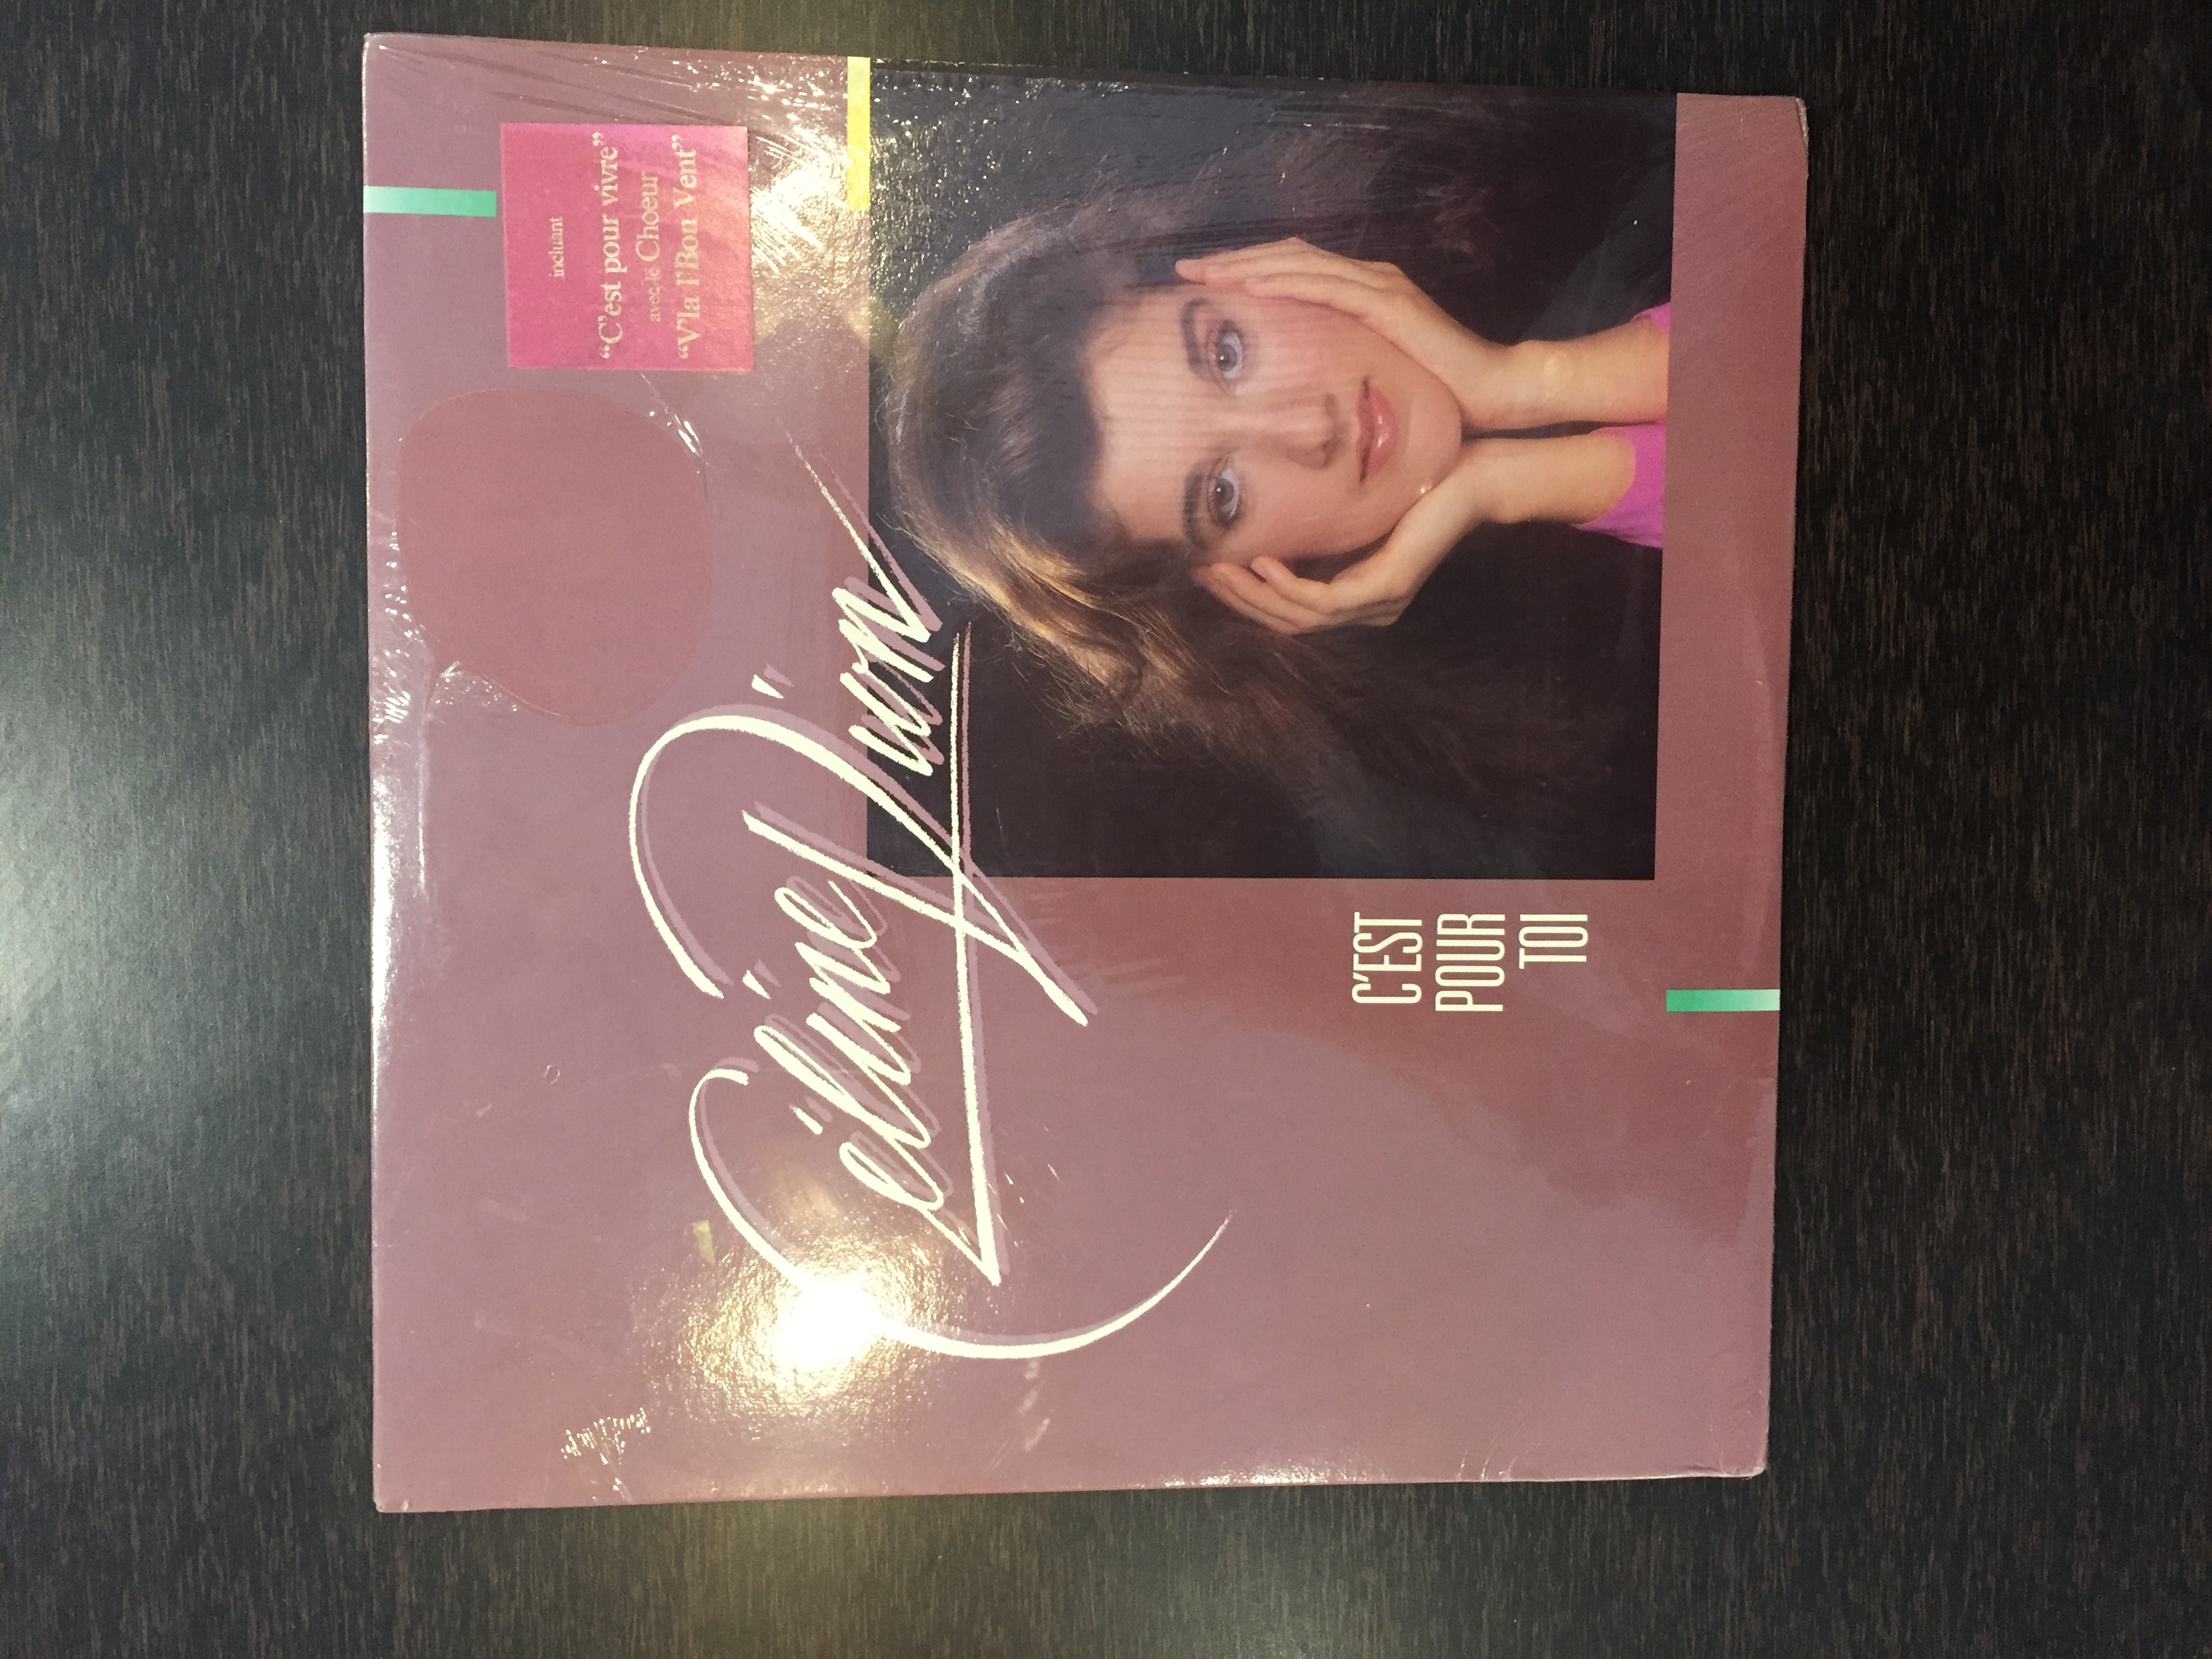 incluant
“C'est pour vivre”
avec le Choeur
“V'la l'Bon Vent”
Céline Dion
C'EST
POUR
TOI